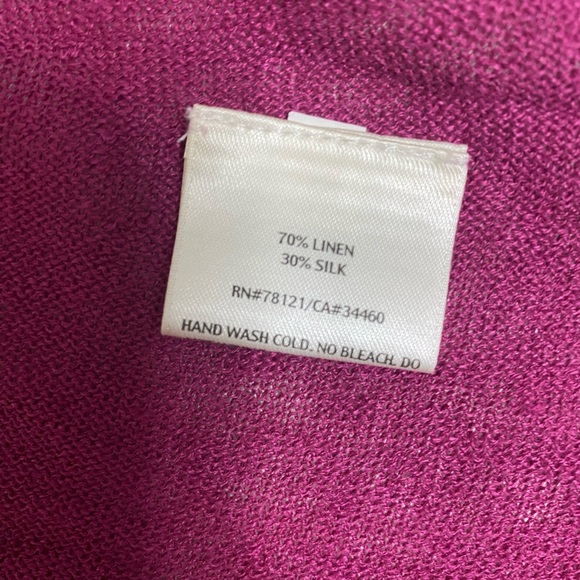 70% LINEN
30% SILK
RN#78121/CA#34460
HAND WASH COLD. NO BLEACH. DO